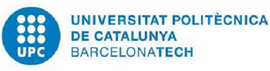 UPC
UNIVERSITAT POLITÈCNICA
DE CATALUNYA
BARCELONATECH